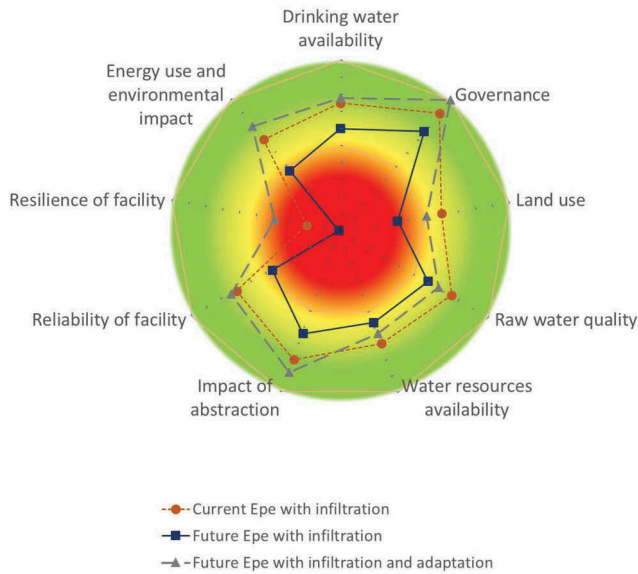 Drinking water
availability
Energy use and
environmental
impact
Governance
Resilience of facility
Land use
Reliability of facility
Raw water quality
Impact of
abstraction
Water resources
availability
Current Epe with infiltration
Future Epe with infiltration
Future Epe with infiltration and adaptation